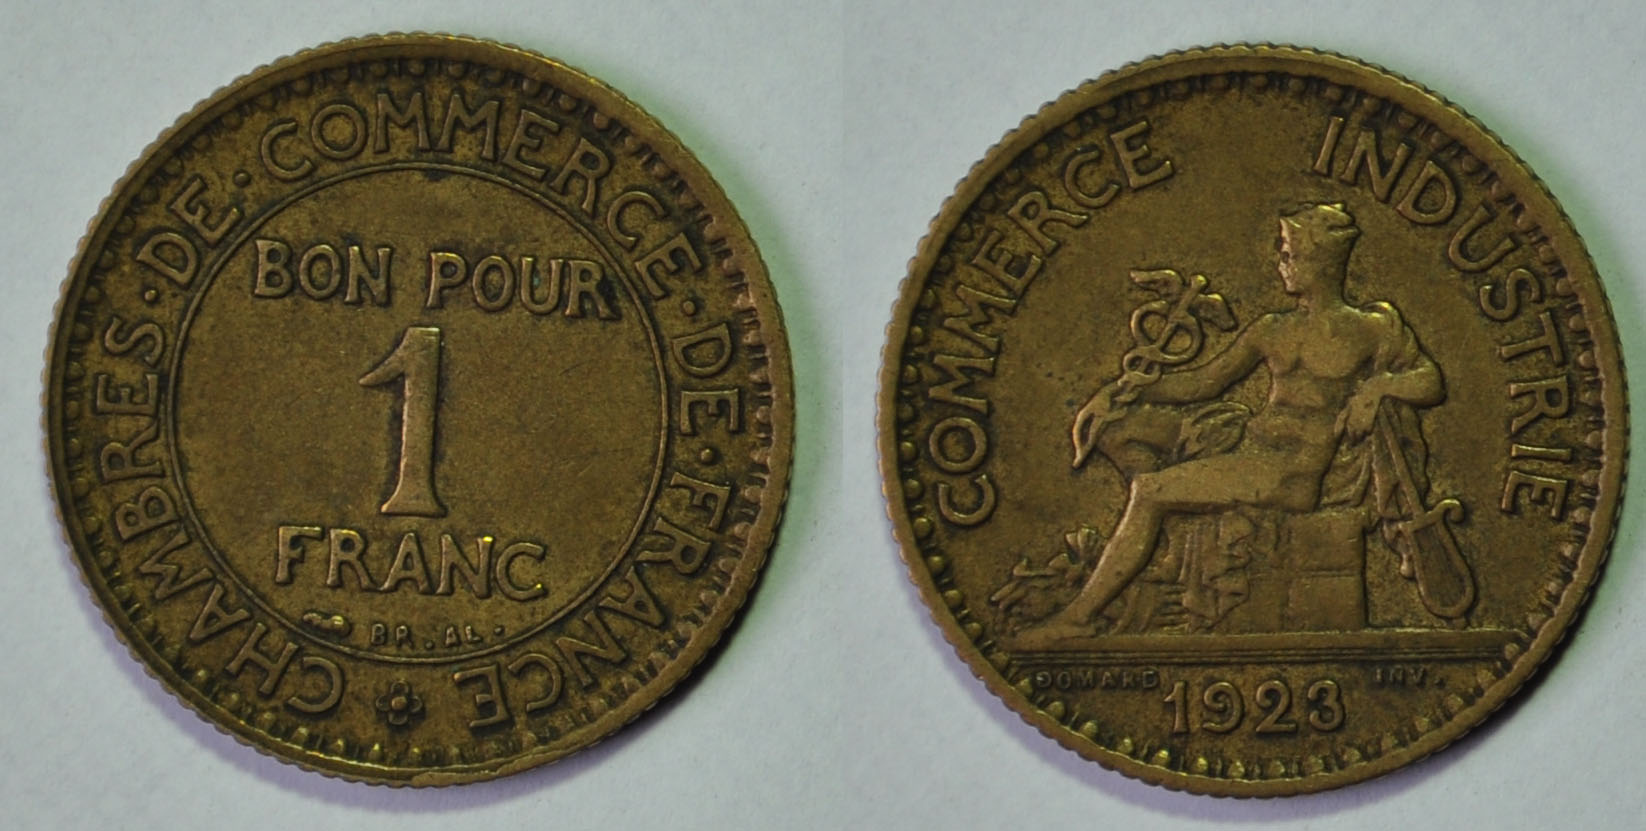 CHAMBRES · DE · COMMERCE · DE · FRANCE
BON POUR
1
FRANC
BR. AL.
COMMERCE INDUSTRIE
DOMARD INV.
1923